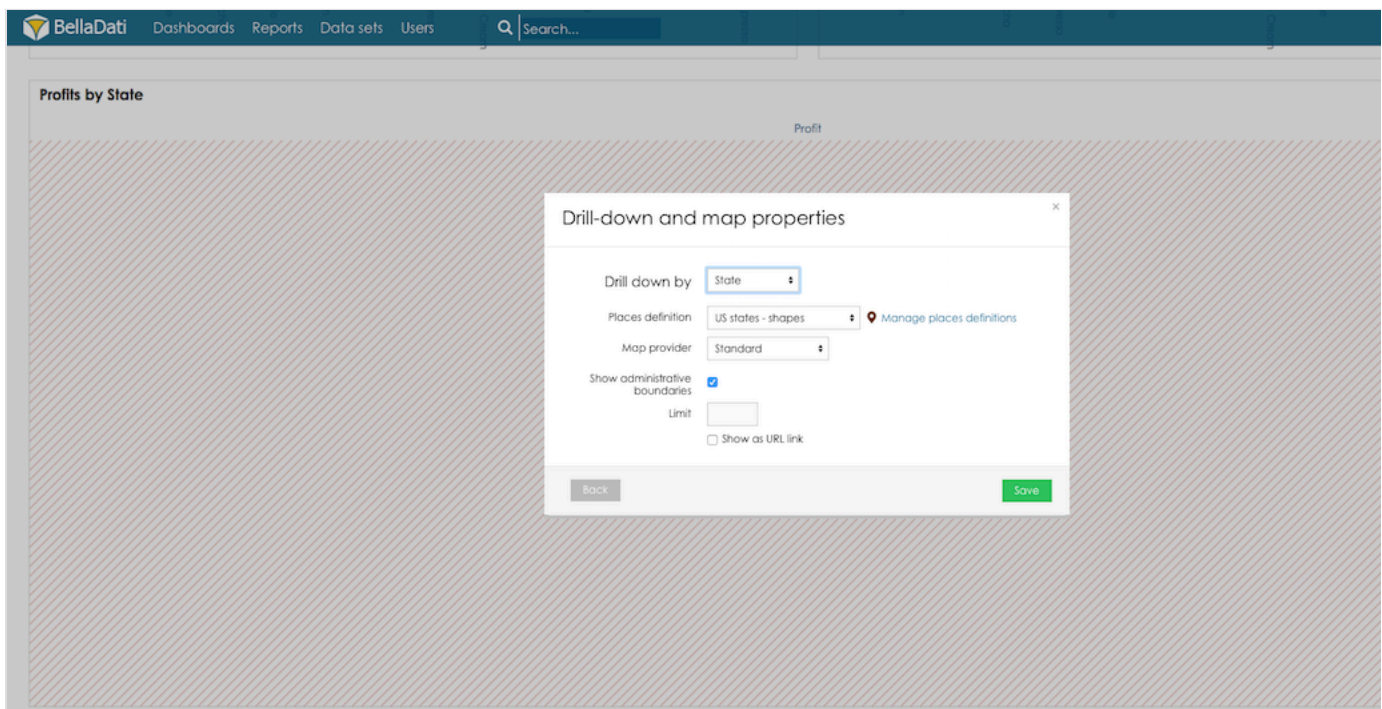 BellaDati Dashboards Reports Data sets Users Search...
Profits by State
Profit
Drill-down and map properties
×
Drill down by State
Places definition US states - shapes Manage places definitions
Map provider Standard
Show administrative
boundaries
Limit
Show as URL link
Back Save